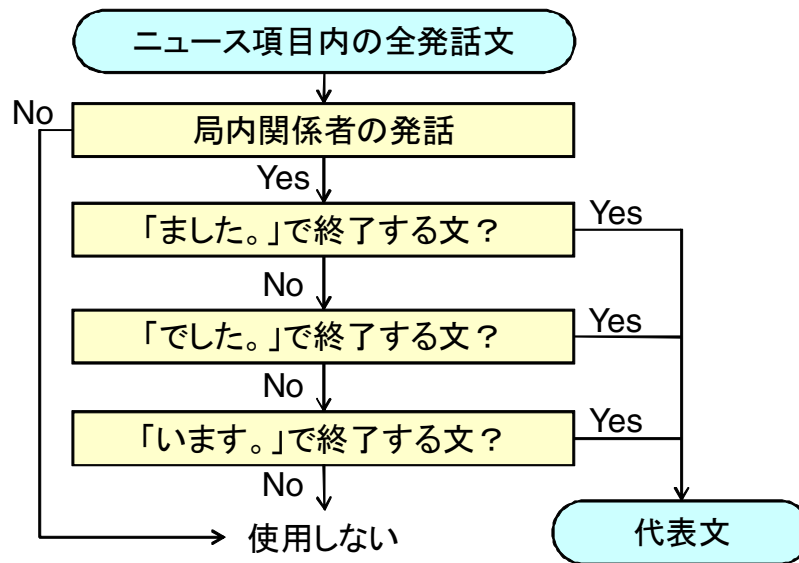 ニュース項目内の全発話文
No
局内関係者の発話
Yes
「ました。」で終了する文？
Yes
No
「でした。」で終了する文？
Yes
No
「います。」で終了する文？
Yes
No
使用しない
代表文